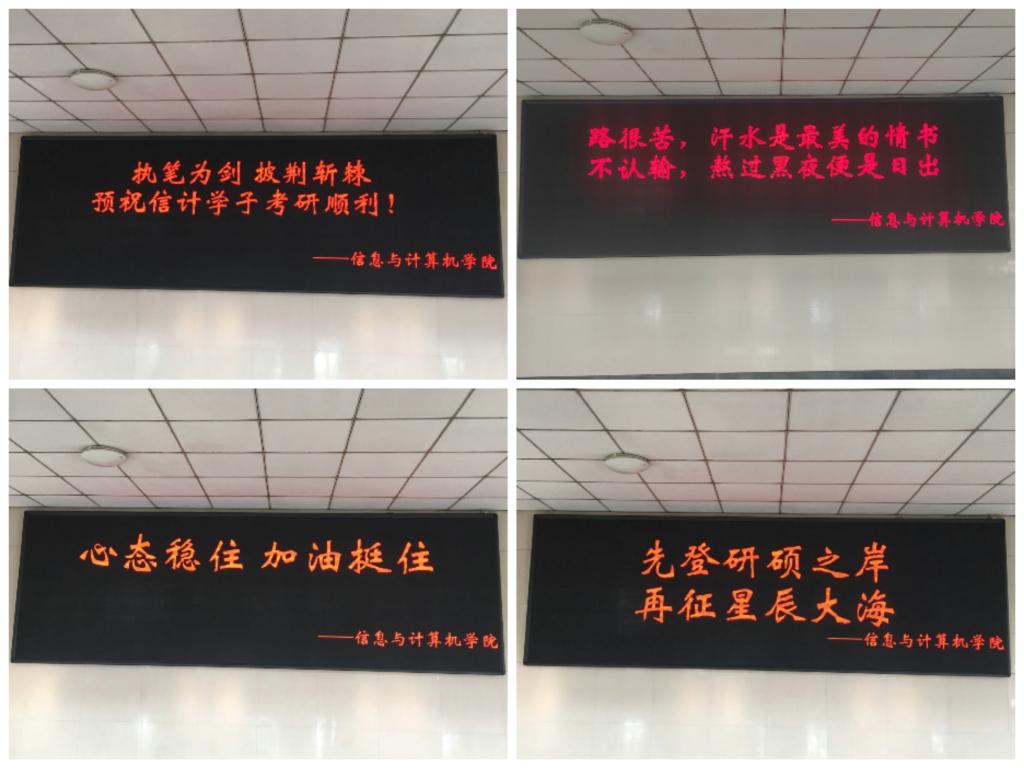 执笔为剑 披荆斩棘
预祝信计学子考研顺利！
——信息与计算机学院
路很苦，汗水是最美的情书
不认输，熬过黑夜便是日出
——信息与计算机学院
心态稳住 加油挺住
——信息与计算机学院
先登研硕之岸
再征星辰大海
——信息与计算机学院